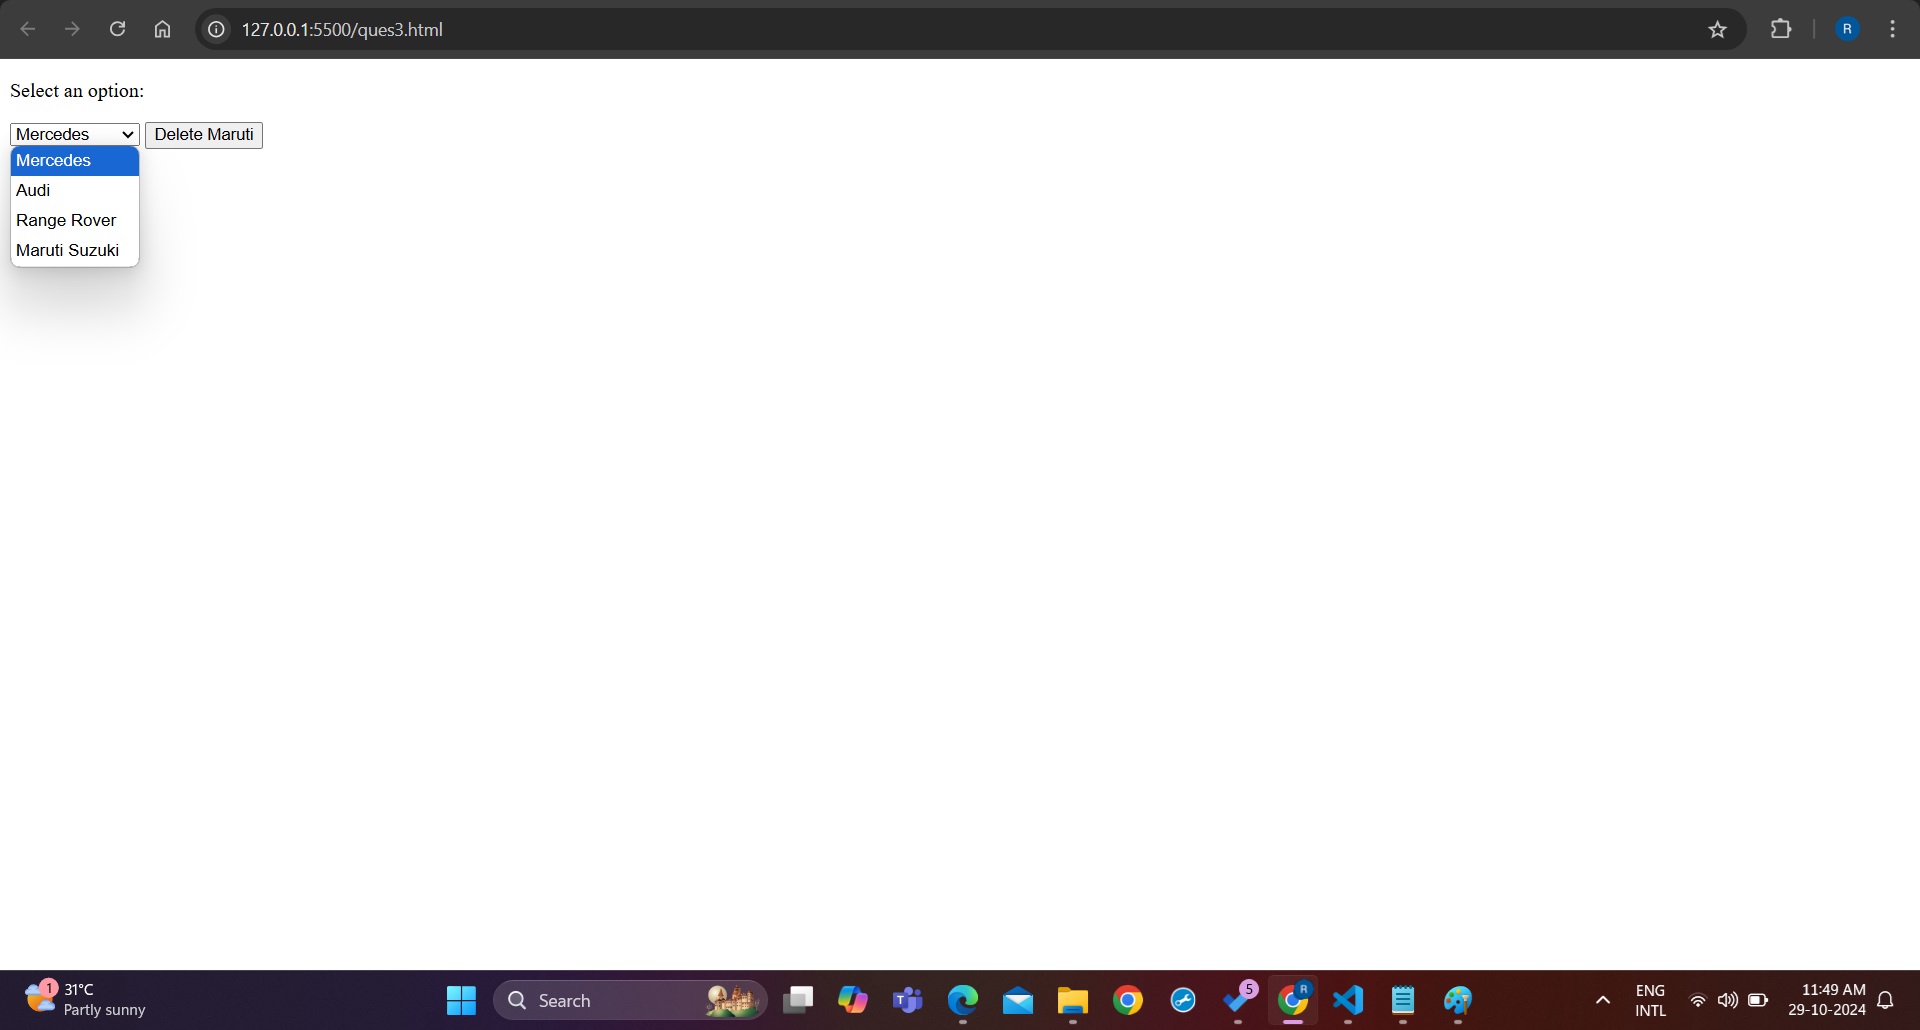 127.0.0.1:5500/ques3.html
R
Select an option:
Mercedes Delete Maruti
Mercedes
Audi
Range Rover
Maruti Suzuki
1 31°C
Partly sunny
Search
T
5
R
ENG
INTL
11:49 AM
29-10-2024